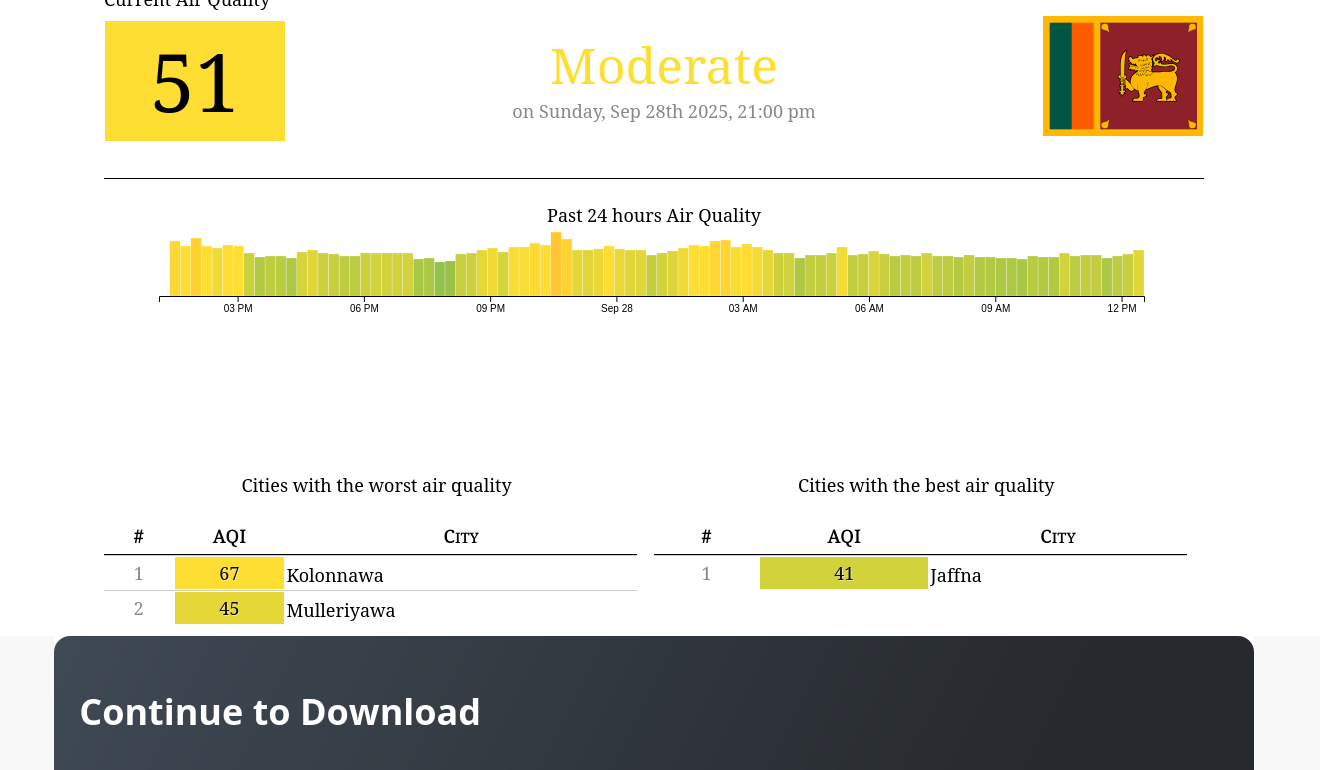 Current Air Quality
51
Moderate
on Sunday, Sep 28th 2025, 21:00 pm
Past 24 hours Air Quality
03 PM 06 PM 09 PM Sep 28 03 AM 06 AM 09 AM 12 PM
Cities with the worst air quality
# AQI City
1 67 Kolonnawa
2 45 Mulleriyawa
Cities with the best air quality
# AQI City
1 41 Jaffna
Continue to Download